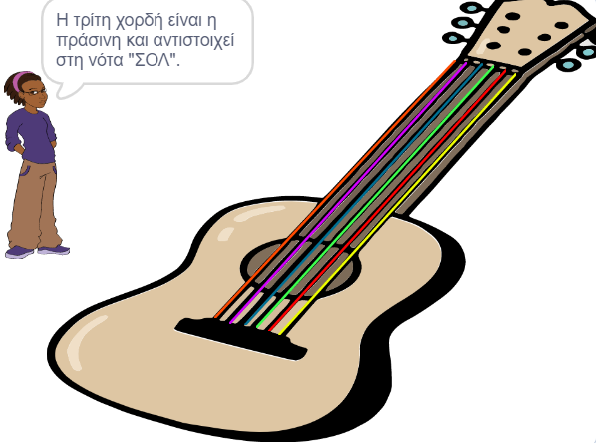 Η τρίτη χορδή είναι η
πράσινη και αντιστοιχεί
στη νότα "ΣΟΛ".